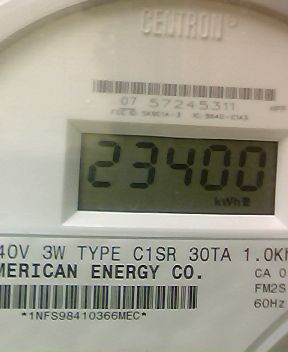 CENTRON
07 57245311
23400
kWh
40V 3W TYPE C1SR 30TA 1.0Kh
MERICAN ENERGY CO.
CA 0
FM2S
60Hz
*1NFS98410366MEC*